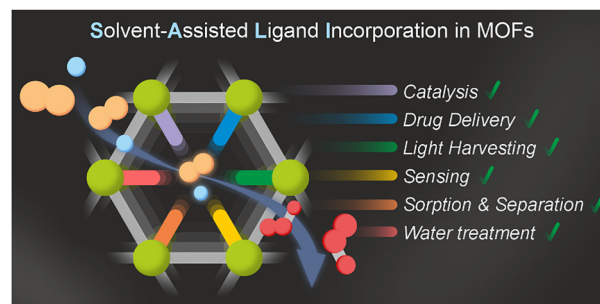 Solvent-Assisted Ligand Incorporation in MOFs
Catalysis ✓
Drug Delivery ✓
Light Harvesting ✓
Sensing ✓
Sorption & Separation ✓
Water treatment ✓